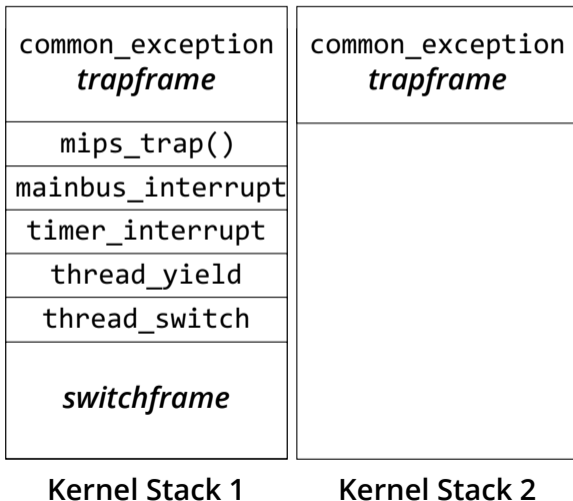 common_exception
trapframe
mips_trap()
mainbus_interrupt
timer_interrupt
thread_yield
thread_switch
switchframe
Kernel Stack 1
common_exception
trapframe
Kernel Stack 2